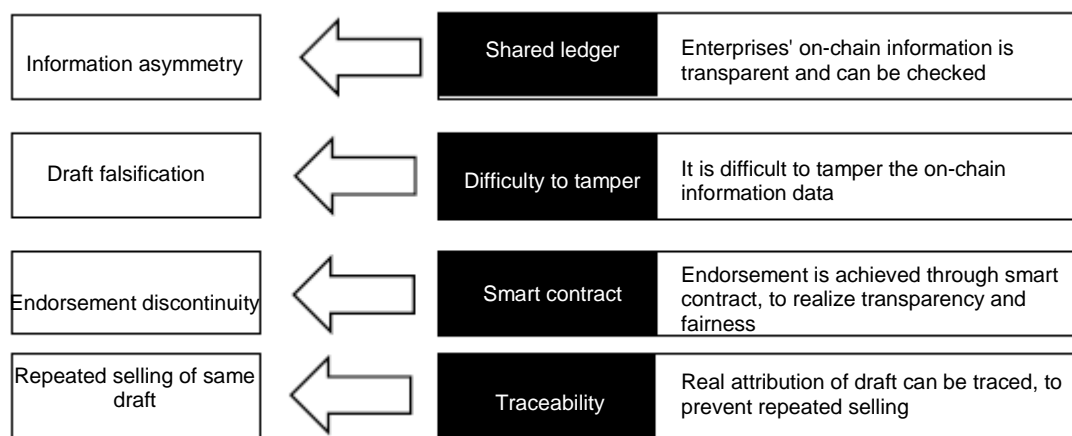 Information asymmetry
Shared ledger
Enterprises' on-chain information is
transparent and can be checked
Draft falsification
Difficulty to tamper
It is difficult to tamper the on-chain
information data
Endorsement discontinuity
Smart contract
Endorsement is achieved through smart
contract, to realize transparency and
fairness
Repeated selling of same
draft
Traceability
Real attribution of draft can be traced, to
prevent repeated selling